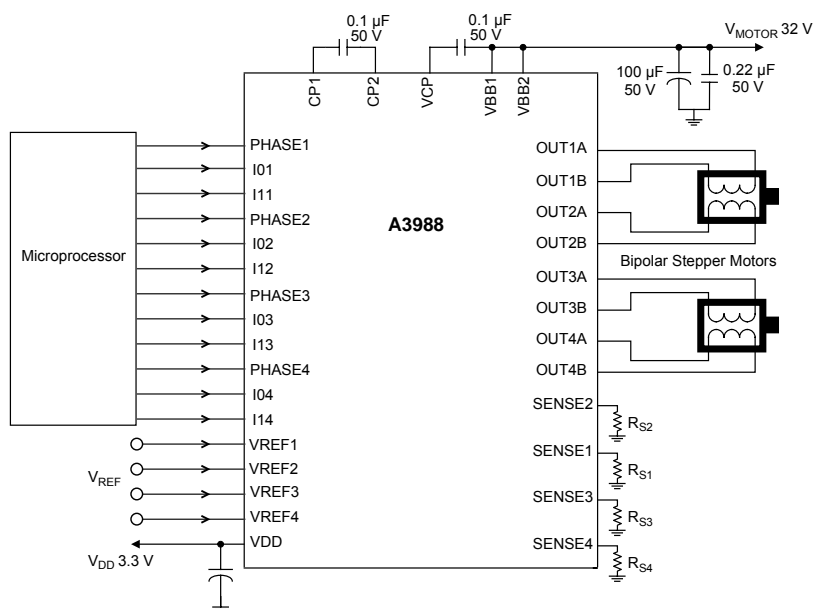 0.1 µF
50 V
0.1 µF
50 V
VMOTOR 32 V
100 µF
50 V
0.22 µF
50 V
CP1
CP2
VCP
VBB1
VBB2
Microprocessor
PHASE1
I01
I11
PHASE2
I02
I12
PHASE3
I03
I13
PHASE4
I04
I14
VREF1
VREF2
VREF3
VREF4
VDD
VREF
VDD 3.3 V
A3988
OUT1A
OUT1B
OUT2A
OUT2B
Bipolar Stepper Motors
OUT3A
OUT3B
OUT4A
OUT4B
SENSE2
RS2
SENSE1
RS1
SENSE3
RS3
SENSE4
RS4